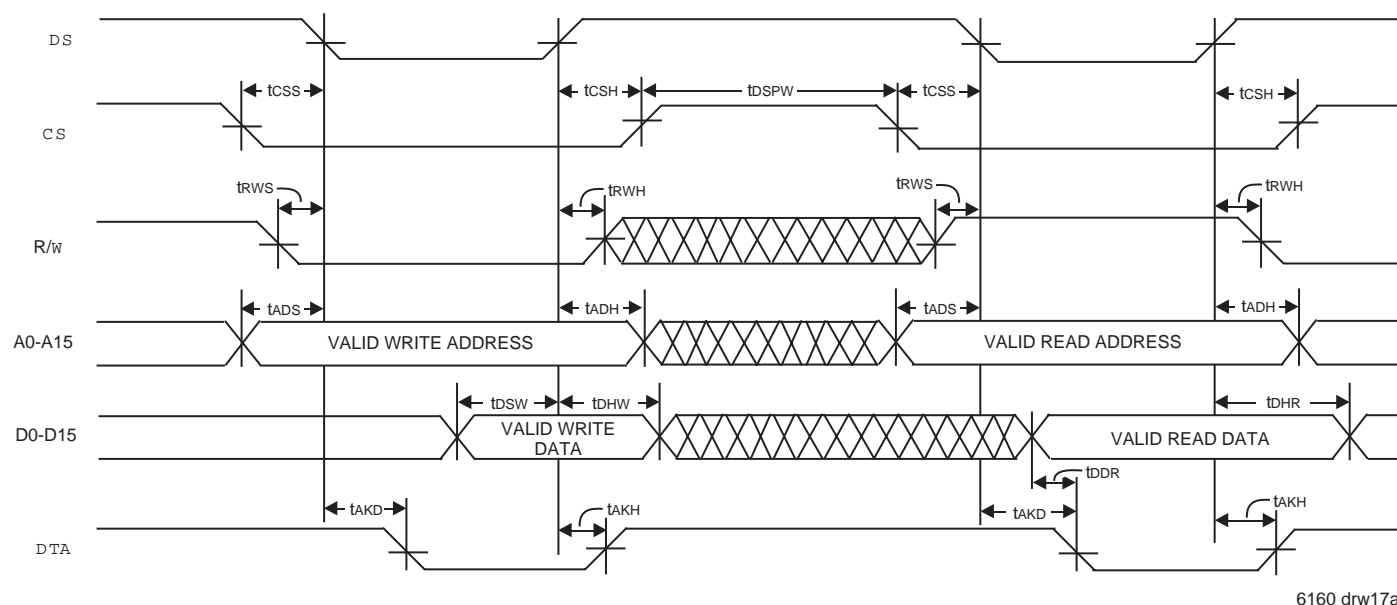 DS
tCSS
tCSH
tDSPW
tCSS
tCSH
CS
tRWS
tRWH
tRWS
tRWH
R/W
tADS
tADH
tADS
tADH
A0-A15
VALID WRITE ADDRESS
VALID READ ADDRESS
tDSW
tDHW
tDHR
D0-D15
VALID WRITE
DATA
VALID READ DATA
tDDR
tAKD
tAKH
tAKD
tAKH
DTA
6160 drw17a